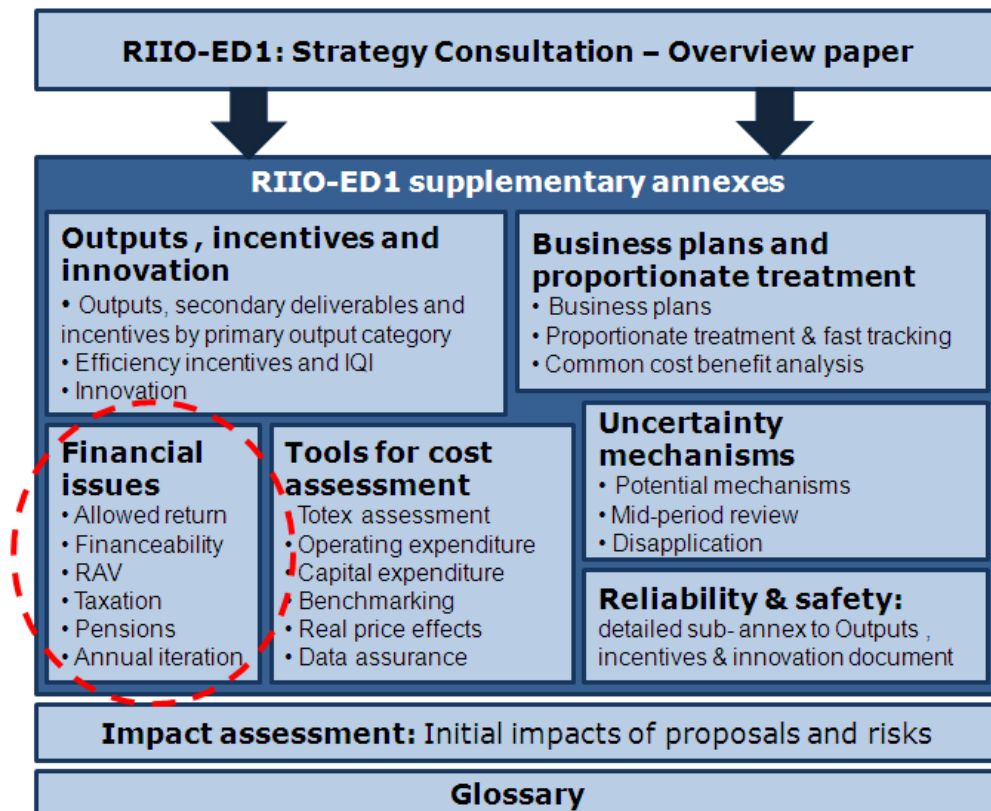 RIIO-ED1: Strategy Consultation – Overview paper
RIIO-ED1 supplementary annexes
Outputs , incentives and
innovation
• Outputs, secondary deliverables and
incentives by primary output category
• Efficiency incentives and IQI
• Innovation
Business plans and
proportionate treatment
• Business plans
• Proportionate treatment & fast tracking
• Common cost benefit analysis
Financial
issues
• Allowed return
• Financeability
• RAV
• Taxation
• Pensions
• Annual iteration
Tools for cost
assessment
• Totex assessment
• Operating expenditure
• Capital expenditure
• Benchmarking
• Real price effects
• Data assurance
Uncertainty
mechanisms
• Potential mechanisms
• Mid-period review
• Disapplication
Reliability & safety:
detailed sub- annex to Outputs ,
incentives & innovation document
Impact assessment: Initial impacts of proposals and risks
Glossary